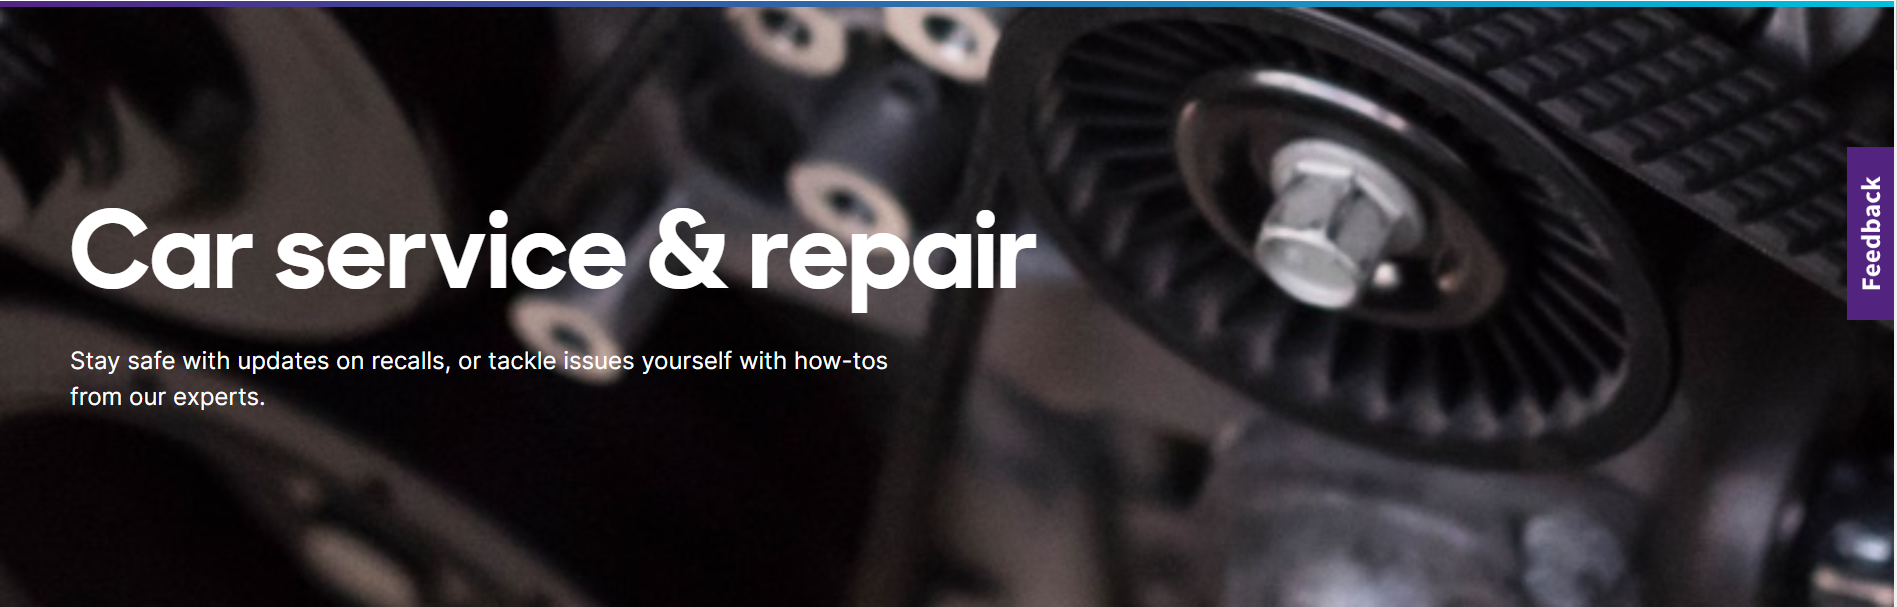 Car service & repair
Stay safe with updates on recalls, or tackle issues yourself with how-tos
from our experts.
Feedback